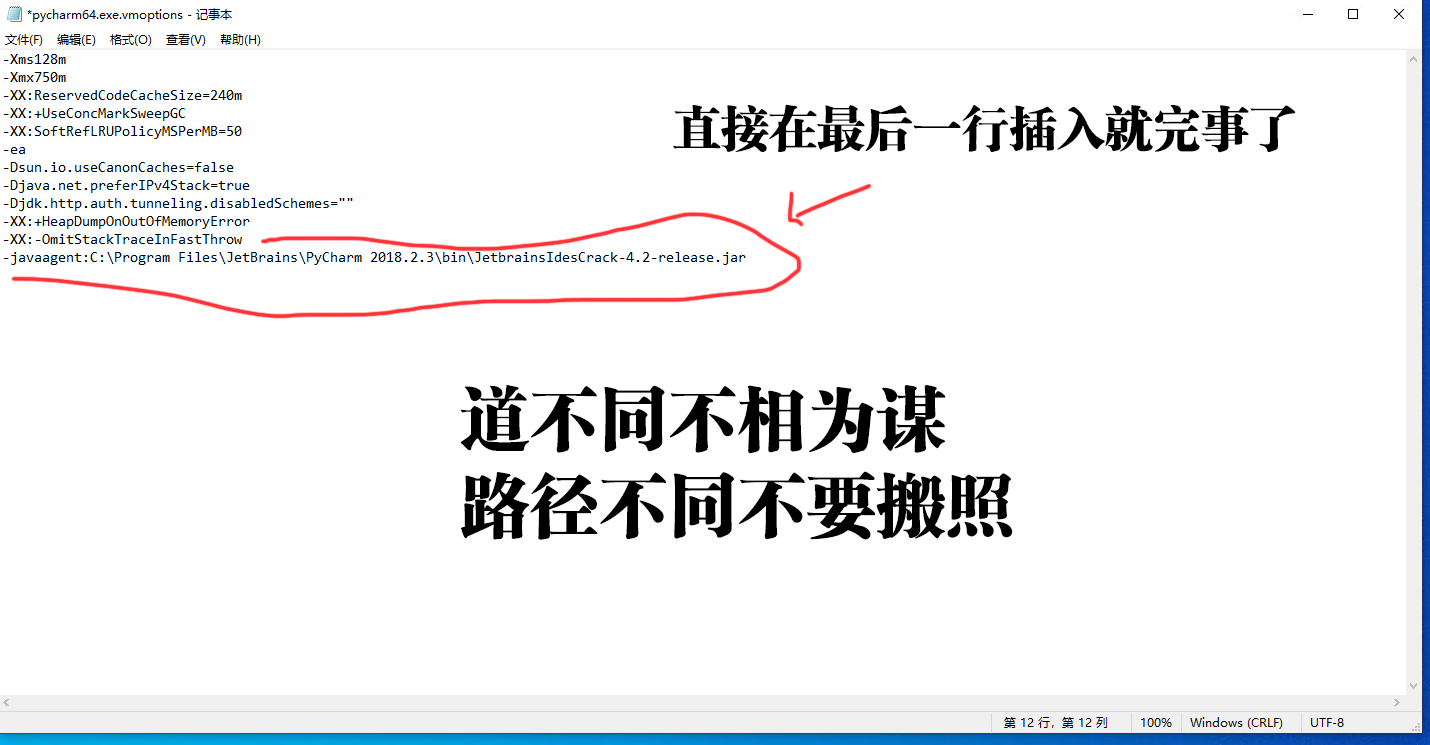 *pycharm64.exe.vmoptions - 记事本
文件(F) 编辑(E) 格式(O) 查看(V) 帮助(H)
-Xms128m
-Xmx750m
-XX:ReservedCodeCacheSize=240m
-XX:+UseConcMarkSweepGC
-XX:SoftRefLRUPolicyMSPerMB=50
-ea
-Dsun.io.useCanonCaches=false
-Djava.net.preferIPv4Stack=true
-Djdk.http.auth.tunneling.disabledSchemes=""
-XX:+HeapDumpOnOutOfMemoryError
-XX:-OmitStackTraceInFastThrow
-javaagent:C:\Program Files\JetBrains\PyCharm 2018.2.3\bin\JetbrainsIdesCrack-4.2-release.jar
直接在最后一行插入就完事了
道不同不相为谋
路径不同不要搬照
第 12 行，第 12 列 100% Windows (CRLF) UTF-8